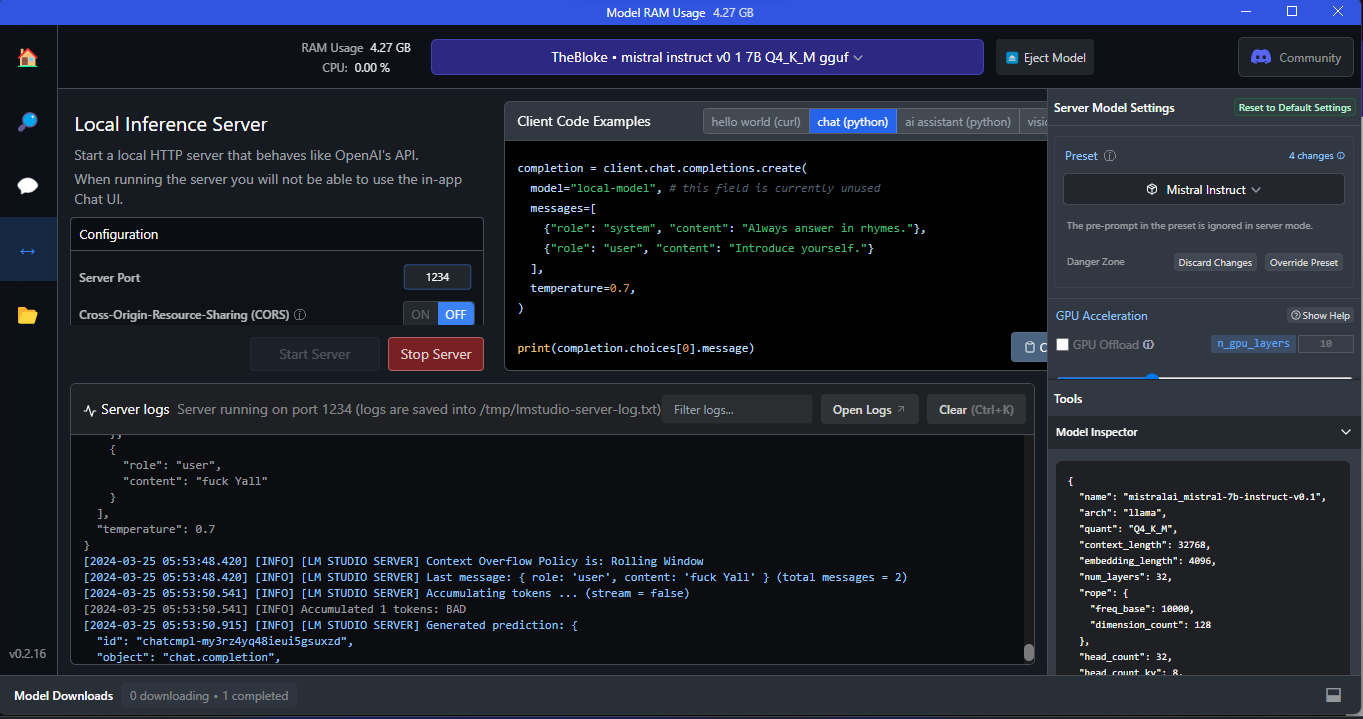 Model RAM Usage 4.27 GB
RAM Usage 4.27 GB
CPU: 0.00 %
TheBloke • mistral instruct v0 1 7B Q4_K_M gguf
Eject Model
Community
Local Inference Server
Start a local HTTP server that behaves like OpenAI's API.
When running the server you will not be able to use the in-app
Chat UI.
Configuration
Server Port 1234
Cross-Origin-Resource-Sharing (CORS) ON OFF
Start Server Stop Server
Client Code Examples hello world (curl) chat (python) ai assistant (python) visi
completion = client.chat.completions.create(
model="local-model", # this field is currently unused
messages=[
{"role": "system", "content": "Always answer in rhymes."},
{"role": "user", "content": "Introduce yourself."}
],
temperature=0.7,
)
print(completion.choices[0].message)
C
Server Model Settings Reset to Default Settings
Preset 4 changes
Mistral Instruct
The pre-prompt in the preset is ignored in server mode.
Danger Zone Discard Changes Override Preset
GPU Acceleration Show Help
GPU Offload n_gpu_layers 10
Tools
Model Inspector
{
"name": "mistralai_mistral-7b-instruct-v0.1",
"arch": "llama",
"quant": "Q4_K_M",
"context_length": 32768,
"embedding_length": 4096,
"num_layers": 32,
"rope": {
"freq_base": 10000,
"dimension_count": 128
},
"head_count": 32,
"head_count_kv": 8,
Server logs Server running on port 1234 (logs are saved into /tmp/lmstudio-server-log.txt) Filter logs... Open Logs Clear (Ctrl+K)
},
{
"role": "user",
"content": "fuck Yall"
}
],
"temperature": 0.7
}
[2024-03-25 05:53:48.420] [INFO] [LM STUDIO SERVER] Context Overflow Policy is: Rolling Window
[2024-03-25 05:53:48.420] [INFO] [LM STUDIO SERVER] Last message: { role: 'user', content: 'fuck Yall' } (total messages = 2)
[2024-03-25 05:53:50.541] [INFO] [LM STUDIO SERVER] Accumulating tokens ... (stream = false)
[2024-03-25 05:53:50.541] [INFO] Accumulated 1 tokens: BAD
[2024-03-25 05:53:50.915] [INFO] [LM STUDIO SERVER] Generated prediction: {
"id": "chatcmpl-my3rz4yq48ieui5gsuxzd",
"object": "chat.completion",
v0.2.16
Model Downloads 0 downloading • 1 completed